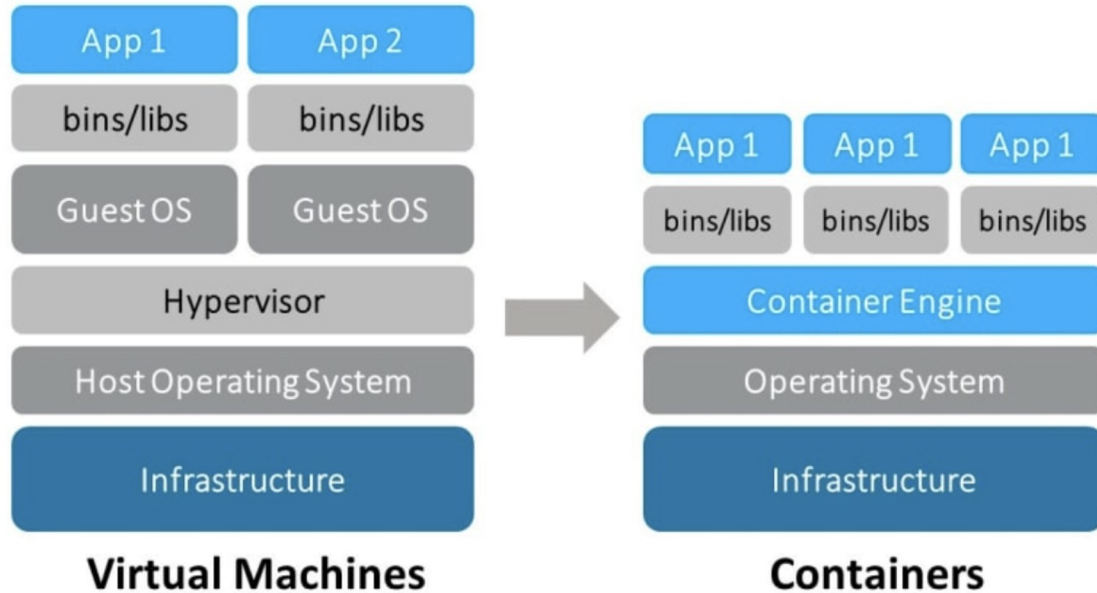 App 1
App 2
bins/libs
bins/libs
Guest OS
Guest OS
Hypervisor
Host Operating System
Infrastructure
Virtual Machines
App 1
App 1
App 1
bins/libs
bins/libs
bins/libs
Container Engine
Operating System
Infrastructure
Containers